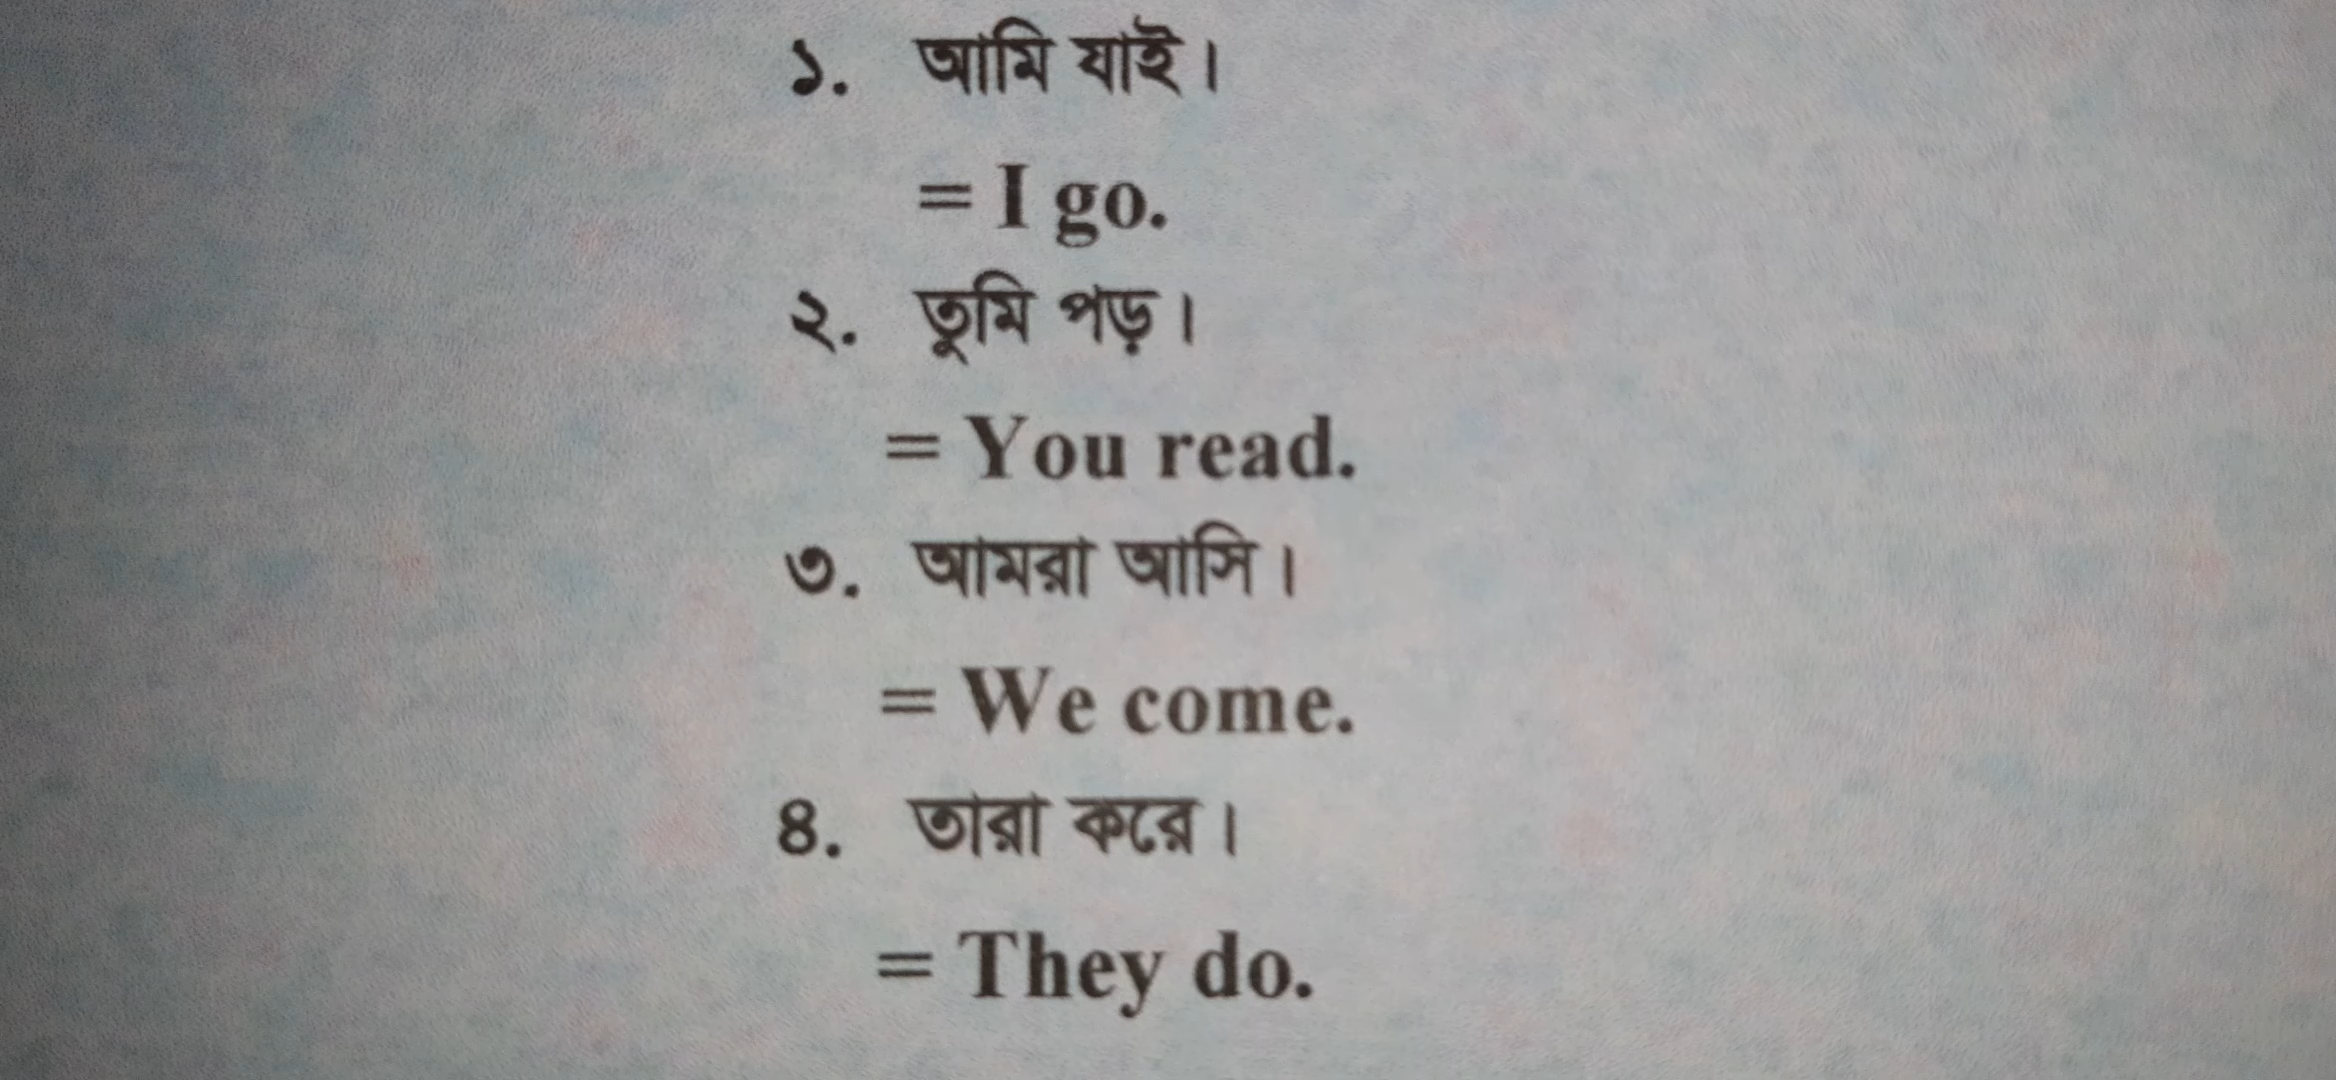 ১. আমি যাই।
= I go.
২. তুমি পড়।
= You read.
৩. আমরা আসি।
= We come.
৪. তারা করে।
= They do.